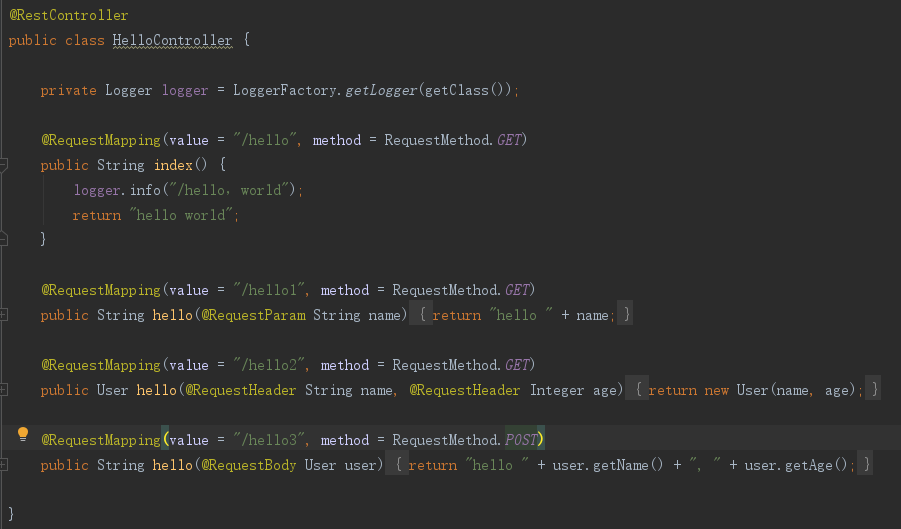 @RestController
public class HelloController {
private Logger logger = LoggerFactory.getLogger(getClass());
@RequestMapping(value = "/hello", method = RequestMethod.GET)
public String index() {
logger.info("/hello, world");
return "hello world";
}
@RequestMapping(value = "/hello1", method = RequestMethod.GET)
public String hello(@RequestParam String name) { return "hello " + name; }
@RequestMapping(value = "/hello2", method = RequestMethod.GET)
public User hello(@RequestHeader String name, @RequestHeader Integer age) { return new User(name, age); }
@RequestMapping(value = "/hello3", method = RequestMethod.POST)
public String hello(@RequestBody User user) { return "hello " + user.getName() + ", " + user.getAge(); }
}